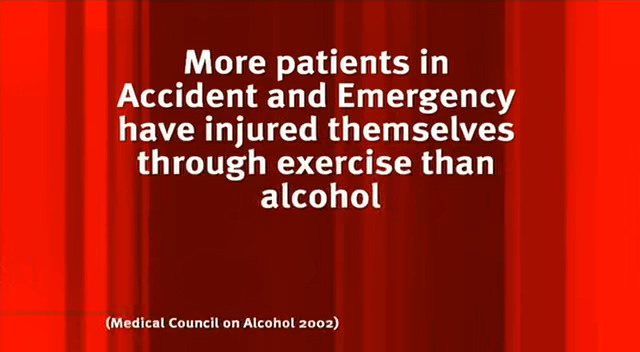 More patients in
Accident and Emergency
have injured themselves
through exercise than
alcohol
(Medical Council on Alcohol 2002)